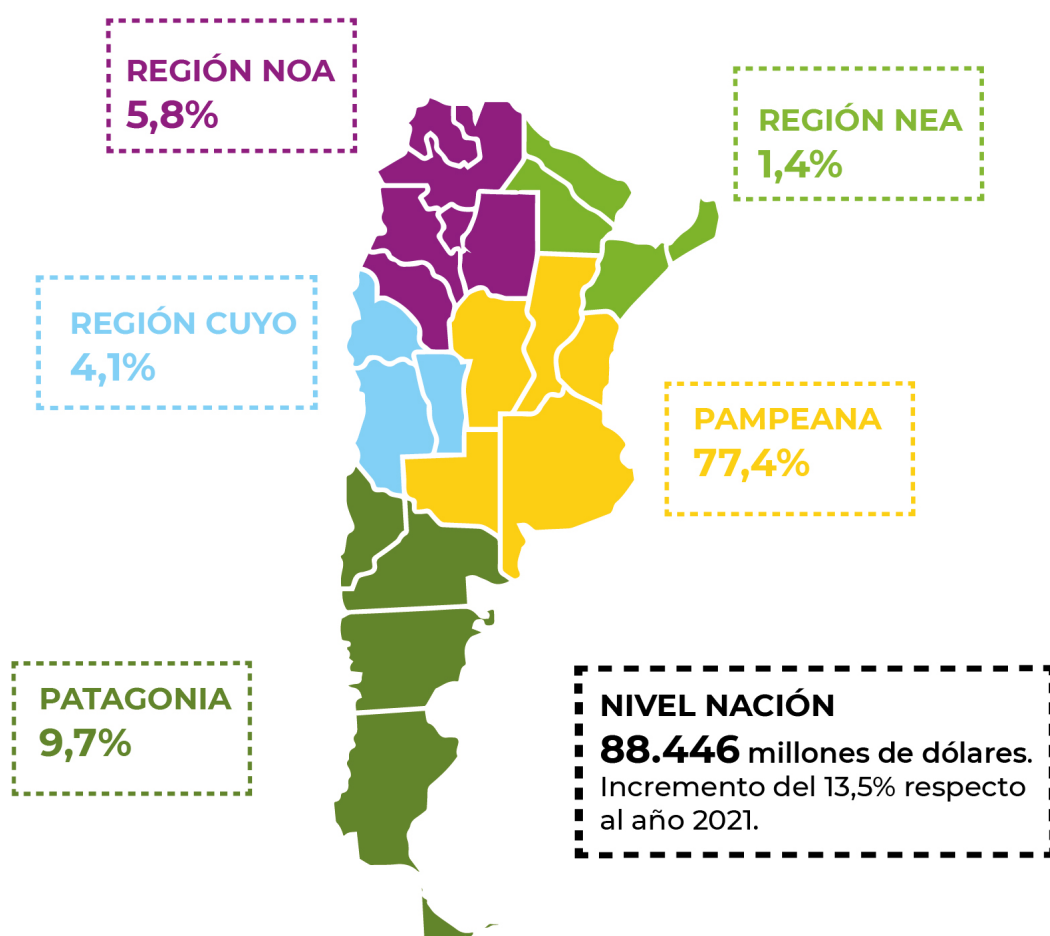 REGIÓN NOA
5,8%
REGIÓN NEA
1,4%
REGIÓN CUYO
4,1%
PAMPEANA
77,4%
PATAGONIA
9,7%
NIVEL NACIÓN
88.446 millones de dólares.
Incremento del 13,5% respecto
al año 2021.